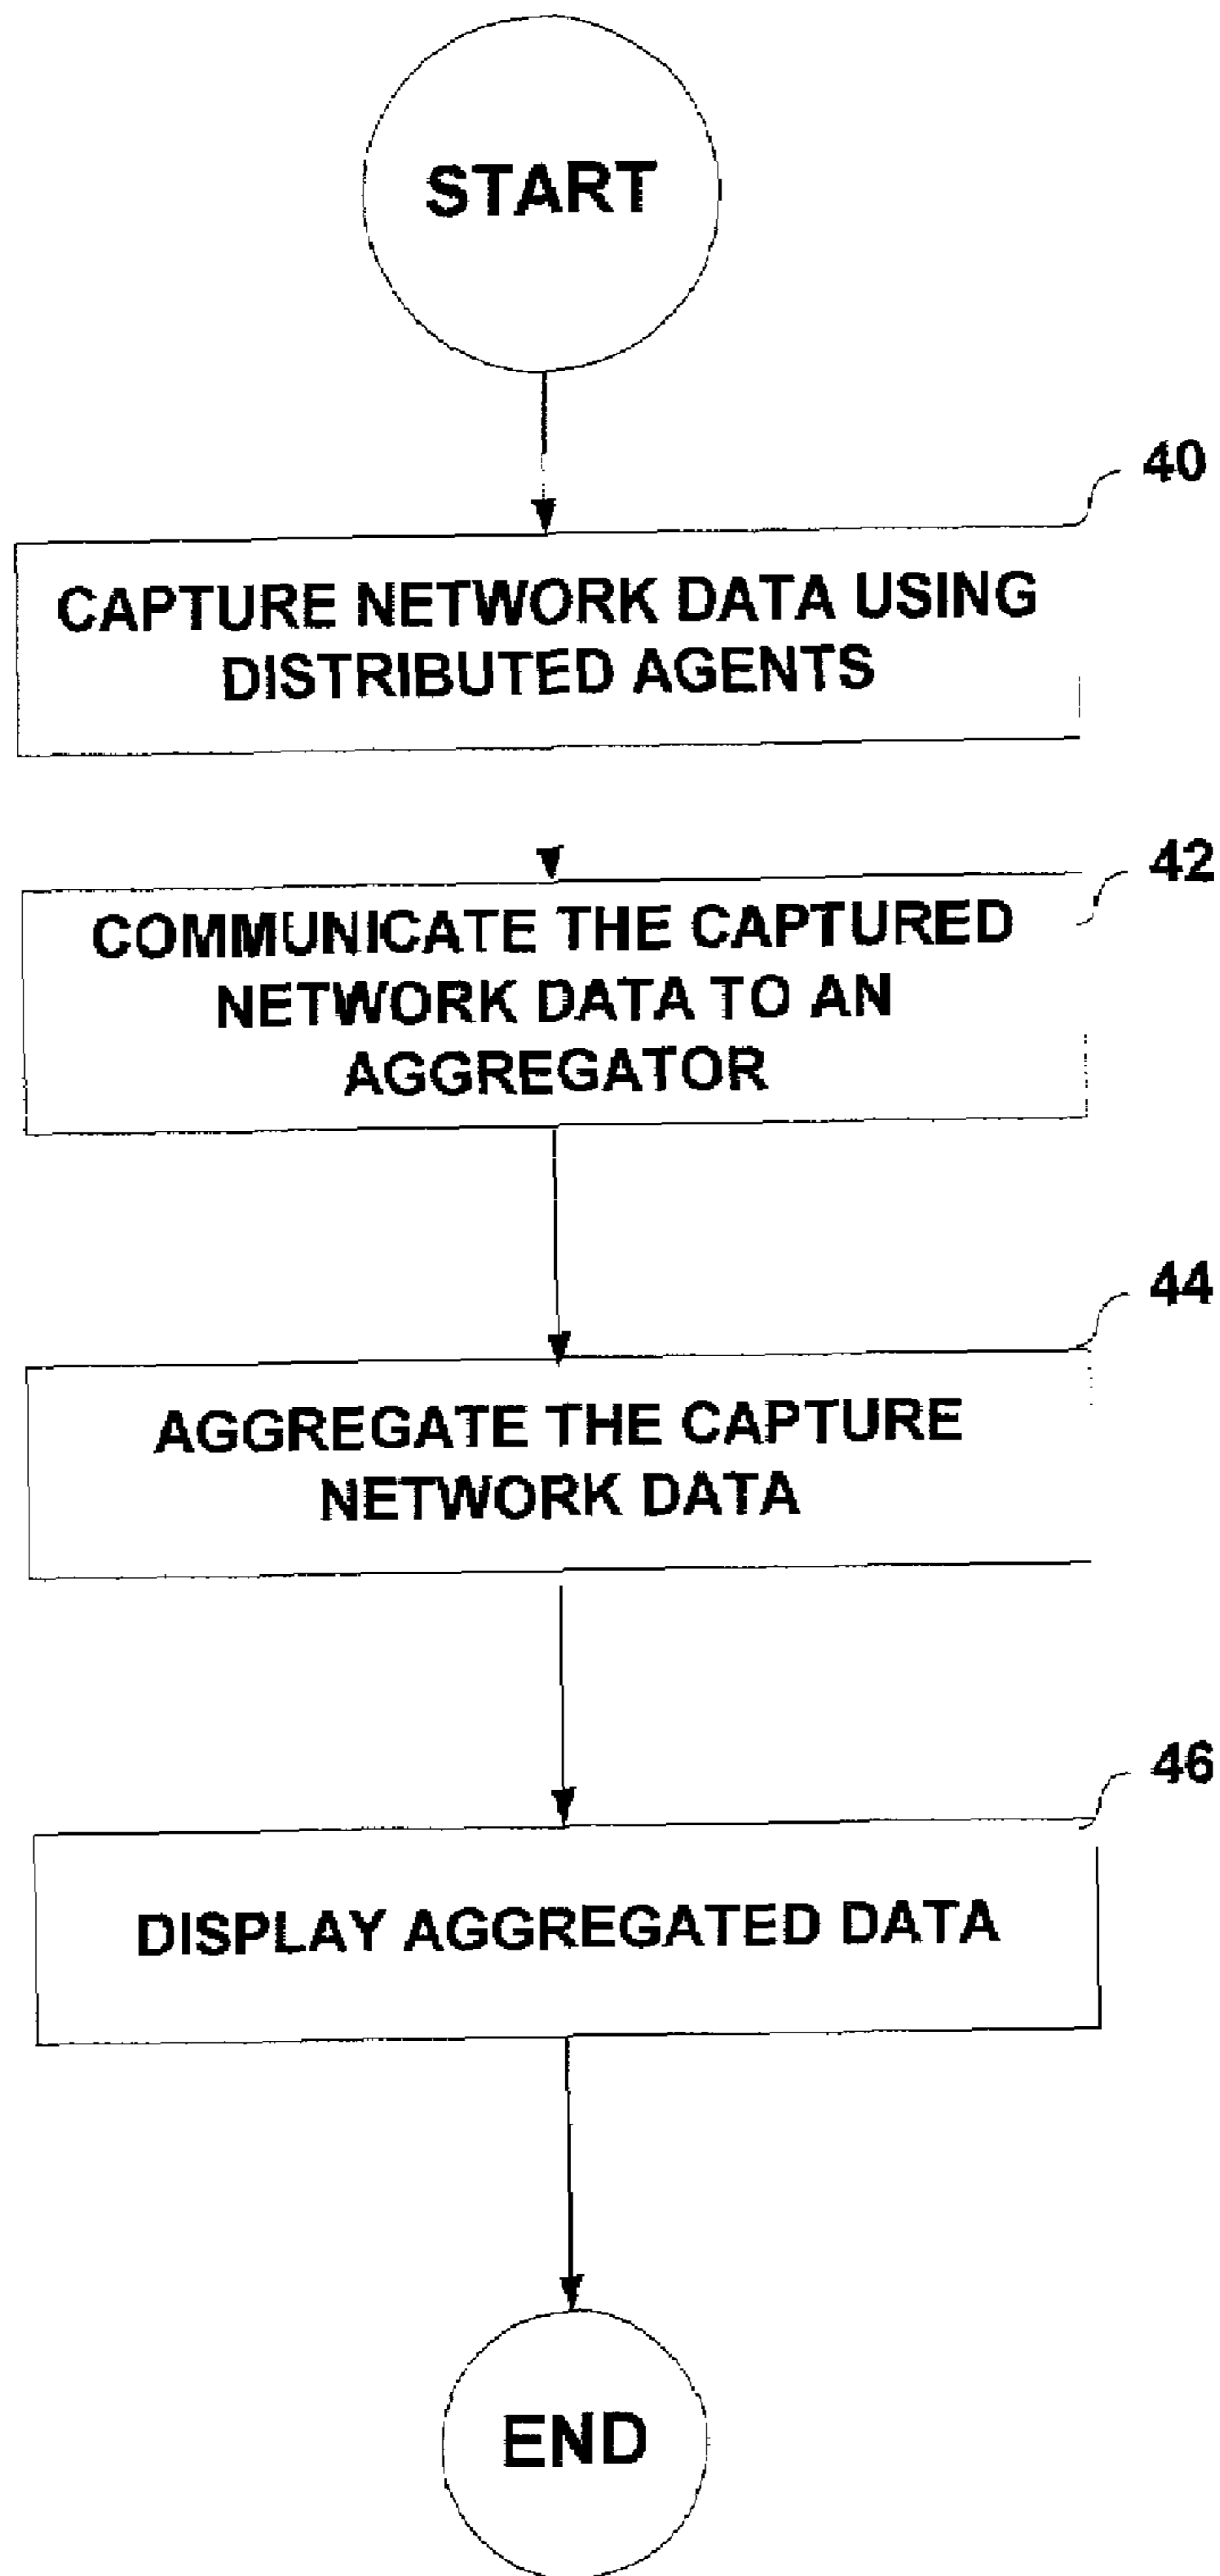 START
40
CAPTURE NETWORK DATA USING
DISTRIBUTED AGENTS
42
COMMUNICATE THE CAPTURED
NETWORK DATA TO AN
AGGREGATOR
44
AGGREGATE THE CAPTURE
NETWORK DATA
46
DISPLAY AGGREGATED DATA
END